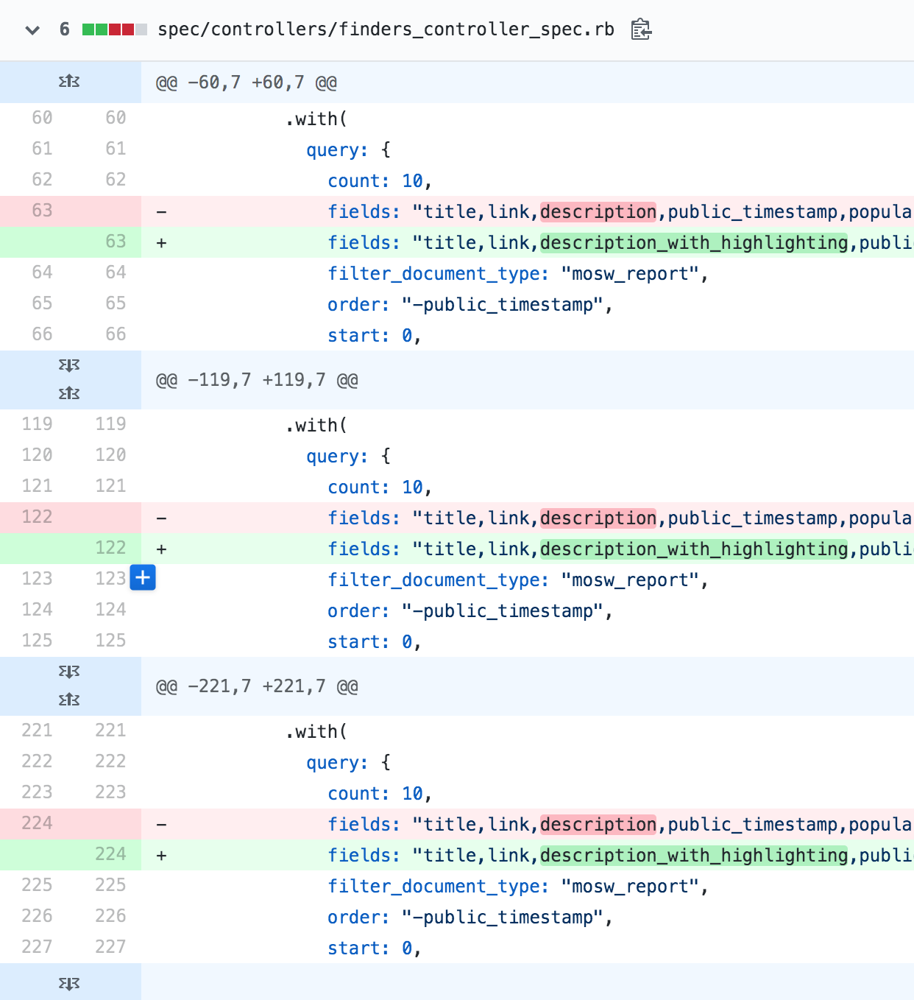 6 spec/controllers/finders_controller_spec.rb
@@ -60,7 +60,7 @@
60 60 .with(
61 61 query: {
62 62 count: 10,
63 - fields: "title,link,description,public_timestamp,popula
63 + fields: "title,link,description_with_highlighting,publi
64 64 filter_document_type: "mosw_report",
65 65 order: "-public_timestamp",
66 66 start: 0,
@@ -119,7 +119,7 @@
119 119 .with(
120 120 query: {
121 121 count: 10,
122 - fields: "title,link,description,public_timestamp,popula
122 + fields: "title,link,description_with_highlighting,publi
123 123 filter_document_type: "mosw_report",
124 124 order: "-public_timestamp",
125 125 start: 0,
@@ -221,7 +221,7 @@
221 221 .with(
222 222 query: {
223 223 count: 10,
224 - fields: "title,link,description,public_timestamp,popula
224 + fields: "title,link,description_with_highlighting,publi
225 225 filter_document_type: "mosw_report",
226 226 order: "-public_timestamp",
227 227 start: 0,